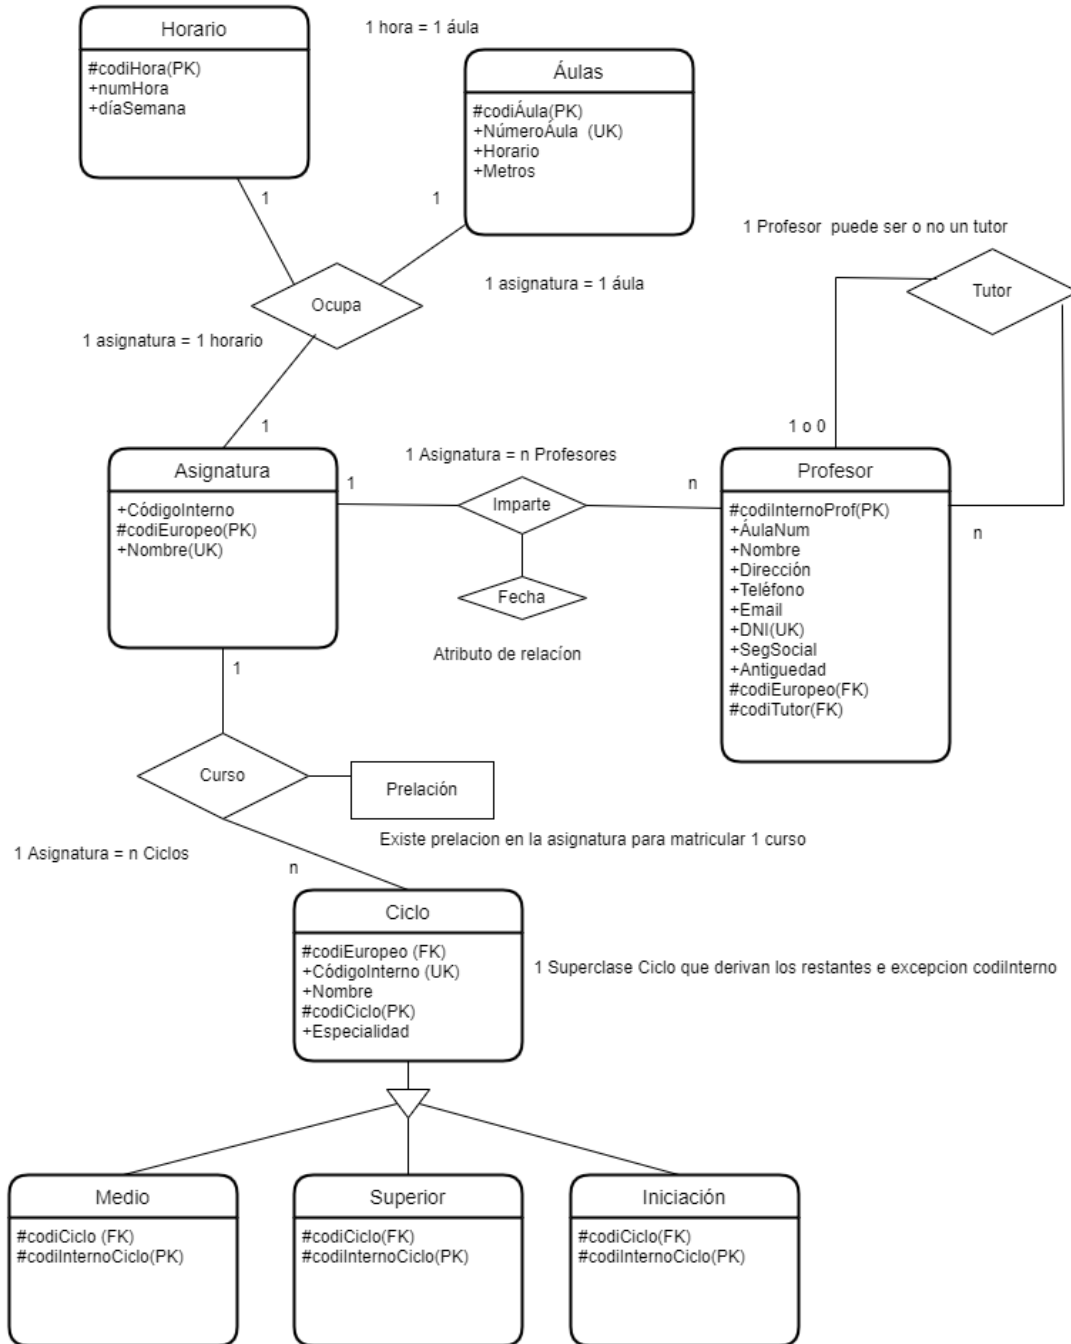 Horario
#codiHora(PK)
+numHora
+díaSemana
1 hora = 1 áula
Áulas
#codiÁula(PK)
+NúmeroÁula  (UK)
+Horario
+Metros
1
1
1 Profesor  puede ser o no un tutor
Ocupa
1 asignatura = 1 áula
Tutor
1 asignatura = 1 horario
1
1 o 0
Asignatura
+CódigoInterno
#codiEuropeo(PK)
+Nombre(UK)
1 Asignatura = n Profesores
1
Imparte
n
Fecha
Atributo de relacíon
Profesor
#codiInternoProf(PK)
+ÁulaNum
+Nombre
+Dirección
+Teléfono
+Email
+DNI(UK)
+SegSocial
+Antiguedad
#codiEuropeo(FK)
#codiTutor(FK)
n
1
Curso
Prelación
Existe prelacion en la asignatura para matricular 1 curso
1 Asignatura = n Ciclos
n
Ciclo
#codiEuropeo (FK)
+CódigoInterno (UK)
+Nombre
#codiCiclo(PK)
+Especialidad
1 Superclase Ciclo que derivan los restantes e excepcion codiInterno
Medio
#codiCiclo (FK)
#codiInternoCiclo(PK)
Superior
#codiCiclo(FK)
#codiInternoCiclo(PK)
Iniciación
#codiCiclo(FK)
#codiInternoCiclo(PK)